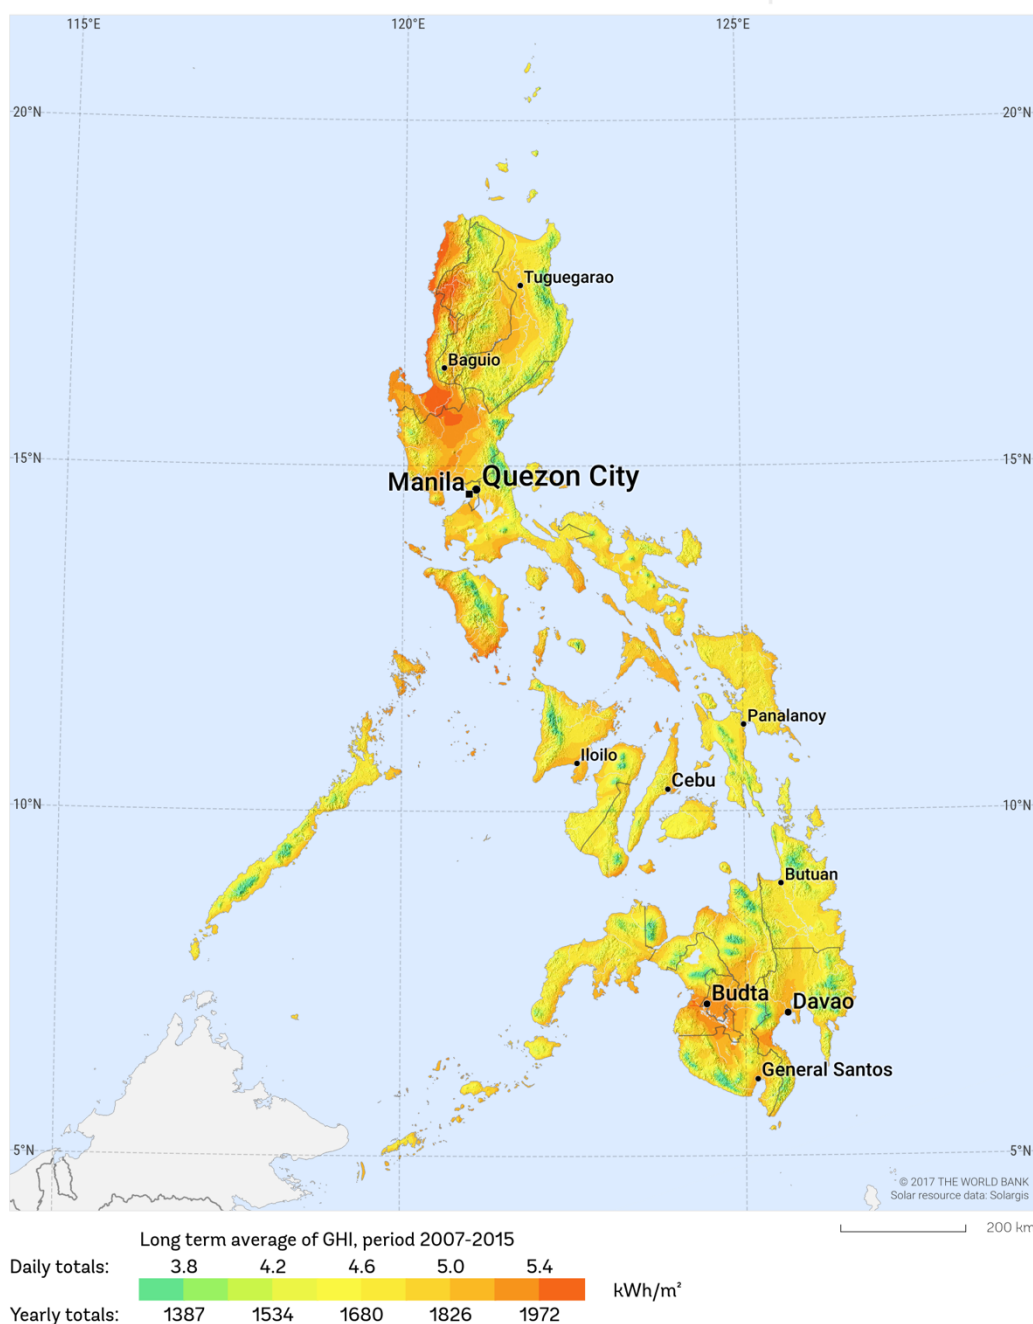 115°E 120°E 125°E
20°N 20°N
Tuguegarao
Baguio
15°N 15°N
Manila Quezon City
Panalanoy
Iloilo
Cebu
10°N 10°N
Butuan
Budta
Davao
General Santos
5°N 5°N
© 2017 THE WORLD BANK
Solar resource data: Solargis
200 km
Long term average of GHI, period 2007-2015
Daily totals: 3.8 4.2 4.6 5.0 5.4
kWh/m²
Yearly totals: 1387 1534 1680 1826 1972